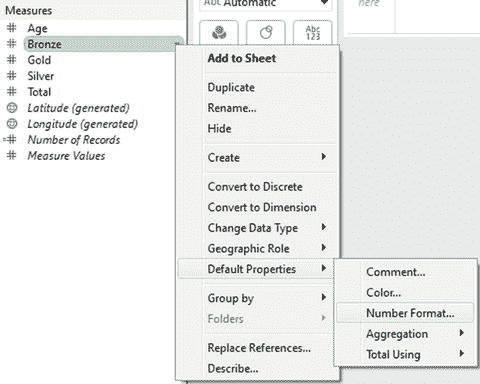 Measures
Age
Bronze
Gold
Silver
Total
Latitude (generated)
Longitude (generated)
Number of Records
Measure Values
Abc Automatic
Abc
123
here
Add to Sheet
Duplicate
Rename...
Hide
Create
Convert to Discrete
Convert to Dimension
Change Data Type
Geographic Role
Default Properties
Group by
Folders
Replace References...
Describe...
Comment...
Color...
Number Format...
Aggregation
Total Using